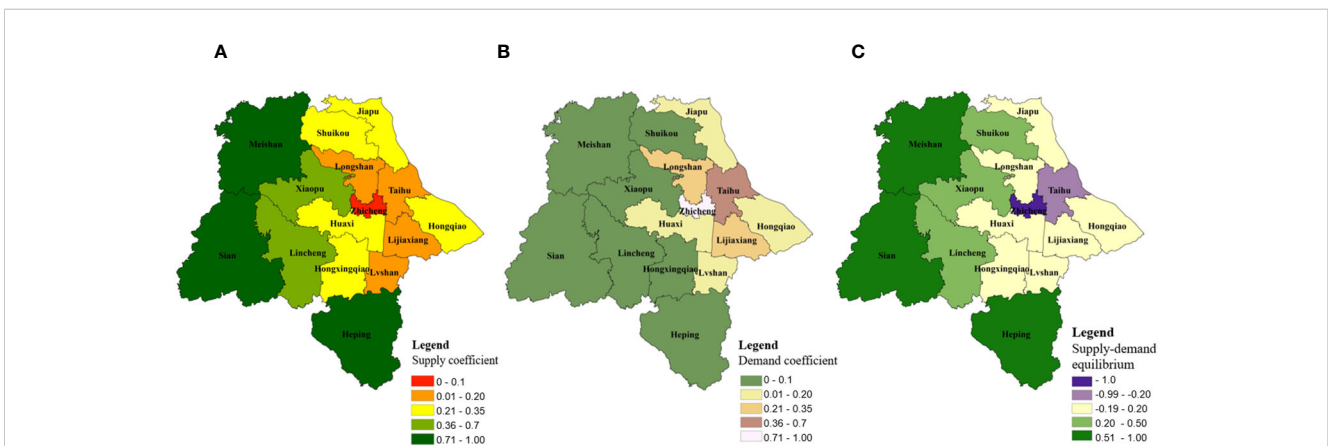 A
Jiapu
Shuikou
Meishan
Longshan
Xiaopu
Taihu
Zhicheng
Huaxi
Hongqiao
Lijiaxiang
Lincheng
Sian
Hongxingqiao
Lvshan
Heping
Legend
Supply coefficient
0 - 0.1
0.01 - 0.20
0.21 - 0.35
0.36 - 0.7
0.71 - 1.00
B
Jiapu
Shuikou
Meishan
Longshan
Xiaopu
Taihu
Zhicheng
Huaxi
Hongqiao
Lijiaxiang
Lincheng
Sian
Hongxingqiao
Lvshan
Heping
Legend
Demand coefficient
0 - 0.1
0.01 - 0.20
0.21 - 0.35
0.36 - 0.7
0.71 - 1.00
C
Jiapu
Shuikou
Meishan
Longshan
Xiaopu
Taihu
Zhicheng
Huaxi
Hongqiao
Lijiaxiang
Lincheng
Sian
Hongxingqiao
Lvshan
Heping
Legend
Supply-demand
equilibrium
- 1.0
-0.99 - -0.20
-0.19 - 0.20
0.20 - 0.50
0.51 - 1.00